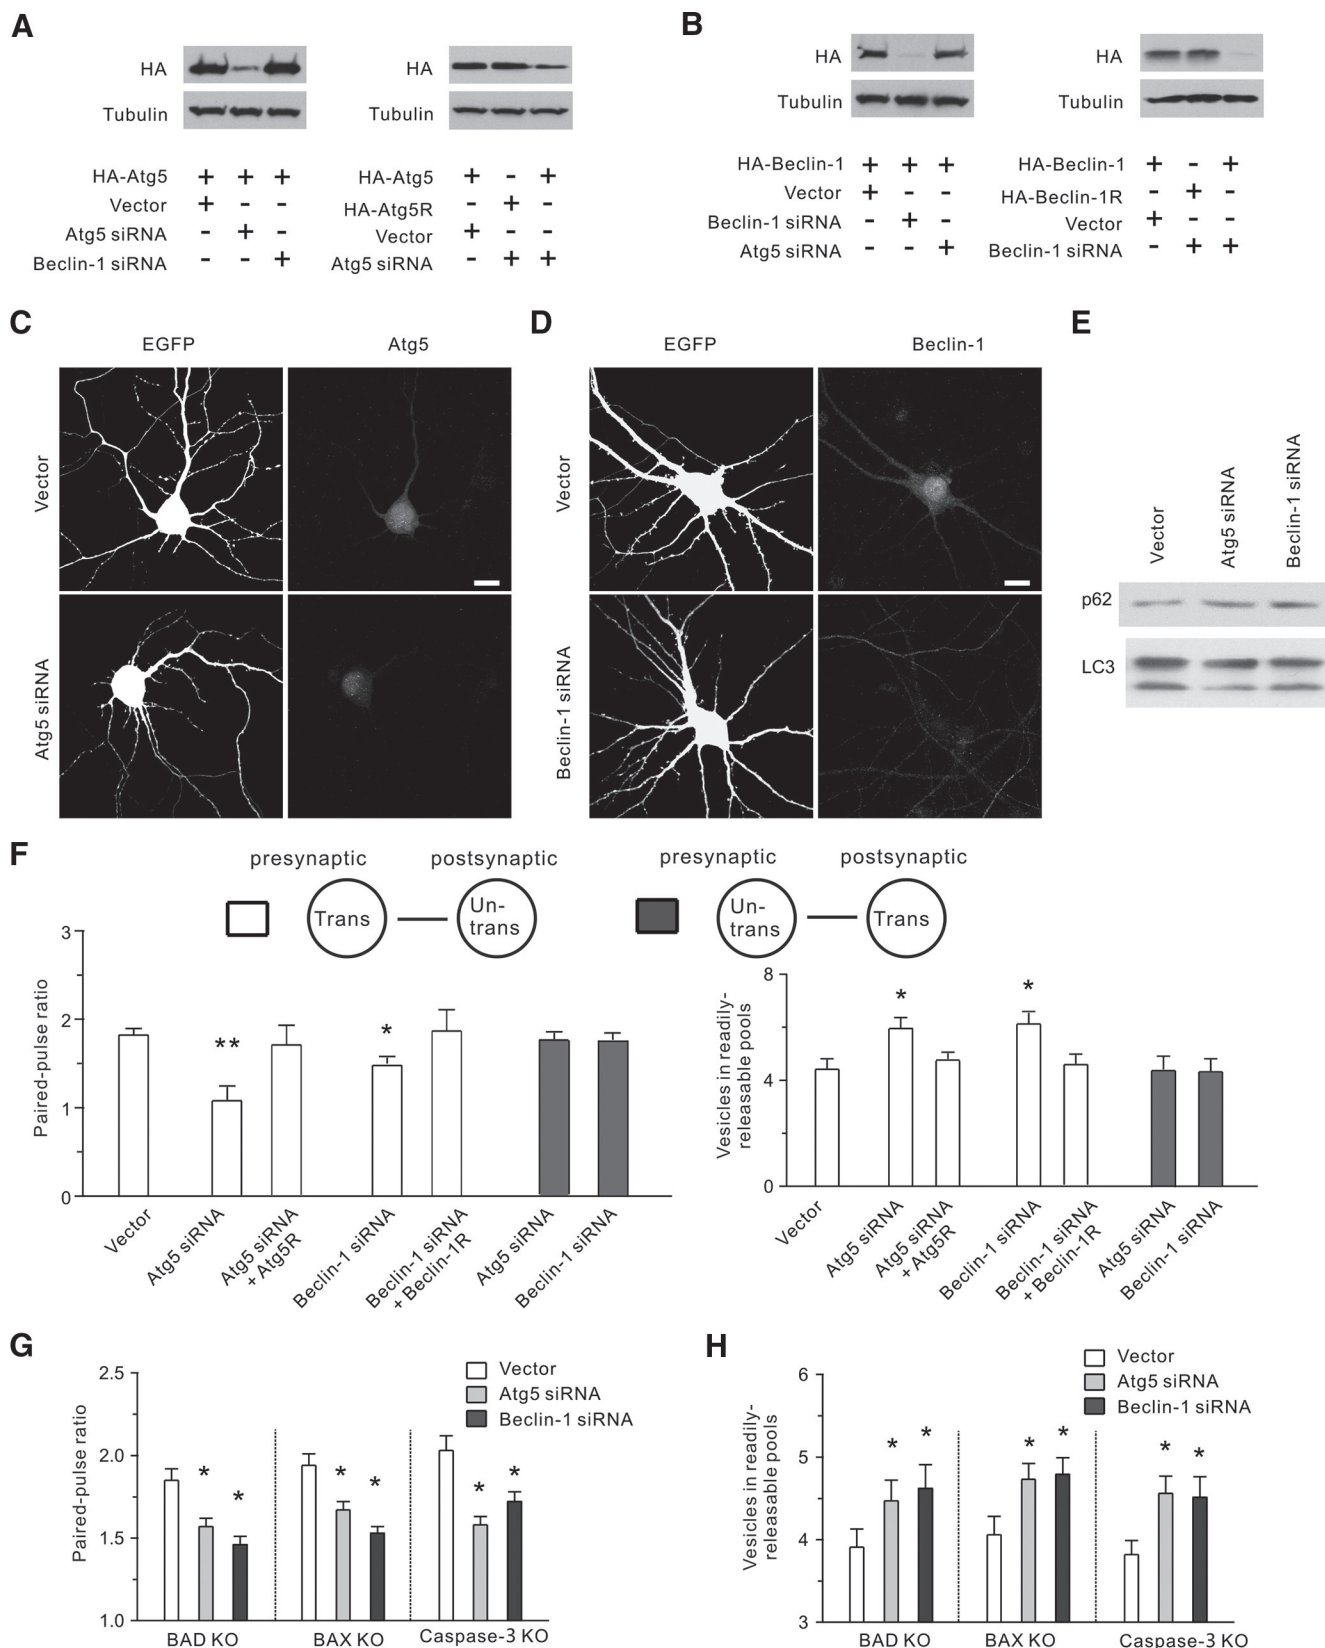 A
HA
Tubulin
HA-Atg5 + + +
Vector + - -
Atg5 siRNA - + -
Beclin-1 siRNA - - +
HA
Tubulin
HA-Atg5 + - +
HA-Atg5R - + -
Vector + - -
Atg5 siRNA - + +
B
HA
Tubulin
HA-Beclin-1 + + +
Vector + - -
Beclin-1 siRNA - + -
Atg5 siRNA - - +
HA
Tubulin
HA-Beclin-1 + - +
HA-Beclin-1R - + -
Vector + - -
Beclin-1 siRNA - + +
C
EGFP Atg5
Vector
Atg5 siRNA
D
EGFP Beclin-1
Vector
Beclin-1 siRNA
E
Vector
Atg5 siRNA
Beclin-1 siRNA
p62
LC3
F
presynaptic postsynaptic
Trans
Un-
trans
presynaptic postsynaptic
Un-
trans
Trans
Paired-pulse ratio
3
2
1
0
Vector
Atg5 siRNA
Atg5 siRNA
+ Atg5R
Beclin-1 siRNA
Beclin-1 siRNA
+ Beclin-1R
Atg5 siRNA
Beclin-1 siRNA
** *
Vesicles in readily-
releasable pools
8
4
0
* *
Vector
Atg5 siRNA
Atg5 siRNA
+ Atg5R
Beclin-1 siRNA
Beclin-1 siRNA
+ Beclin-1R
Atg5 siRNA
Beclin-1 siRNA
G
Paired-pulse ratio
2.5
2.0
1.5
1.0
Vector
Atg5 siRNA
Beclin-1 siRNA
* * * * * *
BAD KO BAX KO Caspase-3 KO
H
Vesicles in readily-
releasable pools
6
5
4
3
Vector
Atg5 siRNA
Beclin-1 siRNA
* * * * * *
BAD KO BAX KO Caspase-3 KO